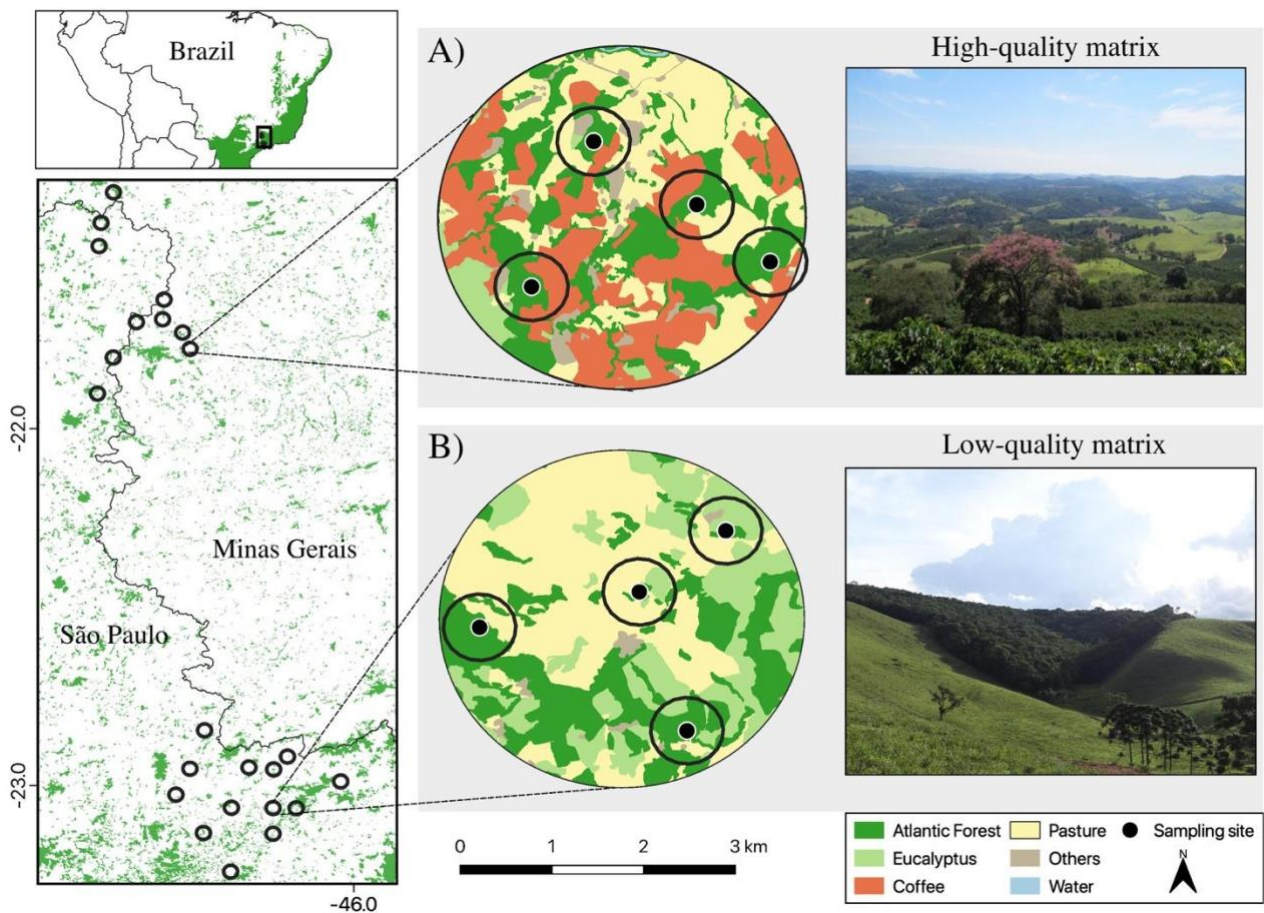 Brazil
-22.0
Minas Gerais
São Paulo
-23.0
-46.0
A)
High-quality matrix
B)
Low-quality matrix
0 1 2 3 km
Atlantic Forest
Eucalyptus
Coffee
Pasture
Others
Water
Sampling site
N